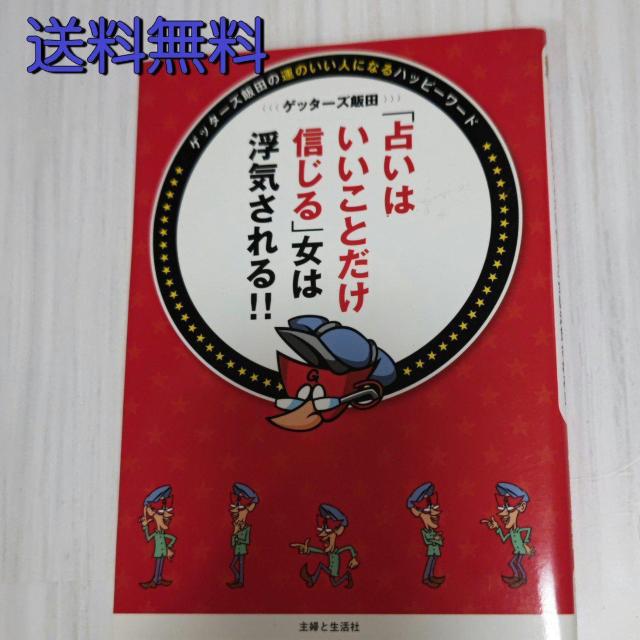 送料無料
ゲッターズ飯田の運のいい人になるハッピーワード
ゲッターズ飯田
「占いは
いいことだけ
信じる」女は
浮気される!!
G
主婦と生活社